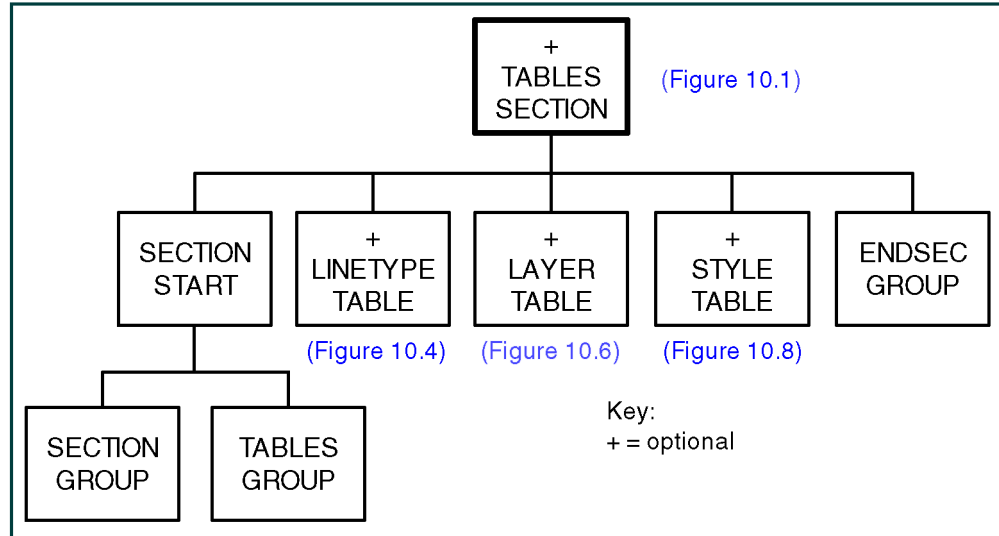 +
TABLES
SECTION
(Figure 10.1)
SECTION
START
+
LINETYPE
TABLE
+
LAYER
TABLE
+
STYLE
TABLE
ENDSEC
GROUP
(Figure 10.4)
(Figure 10.6)
(Figure 10.8)
SECTION
GROUP
TABLES
GROUP
Key:
+ = optional